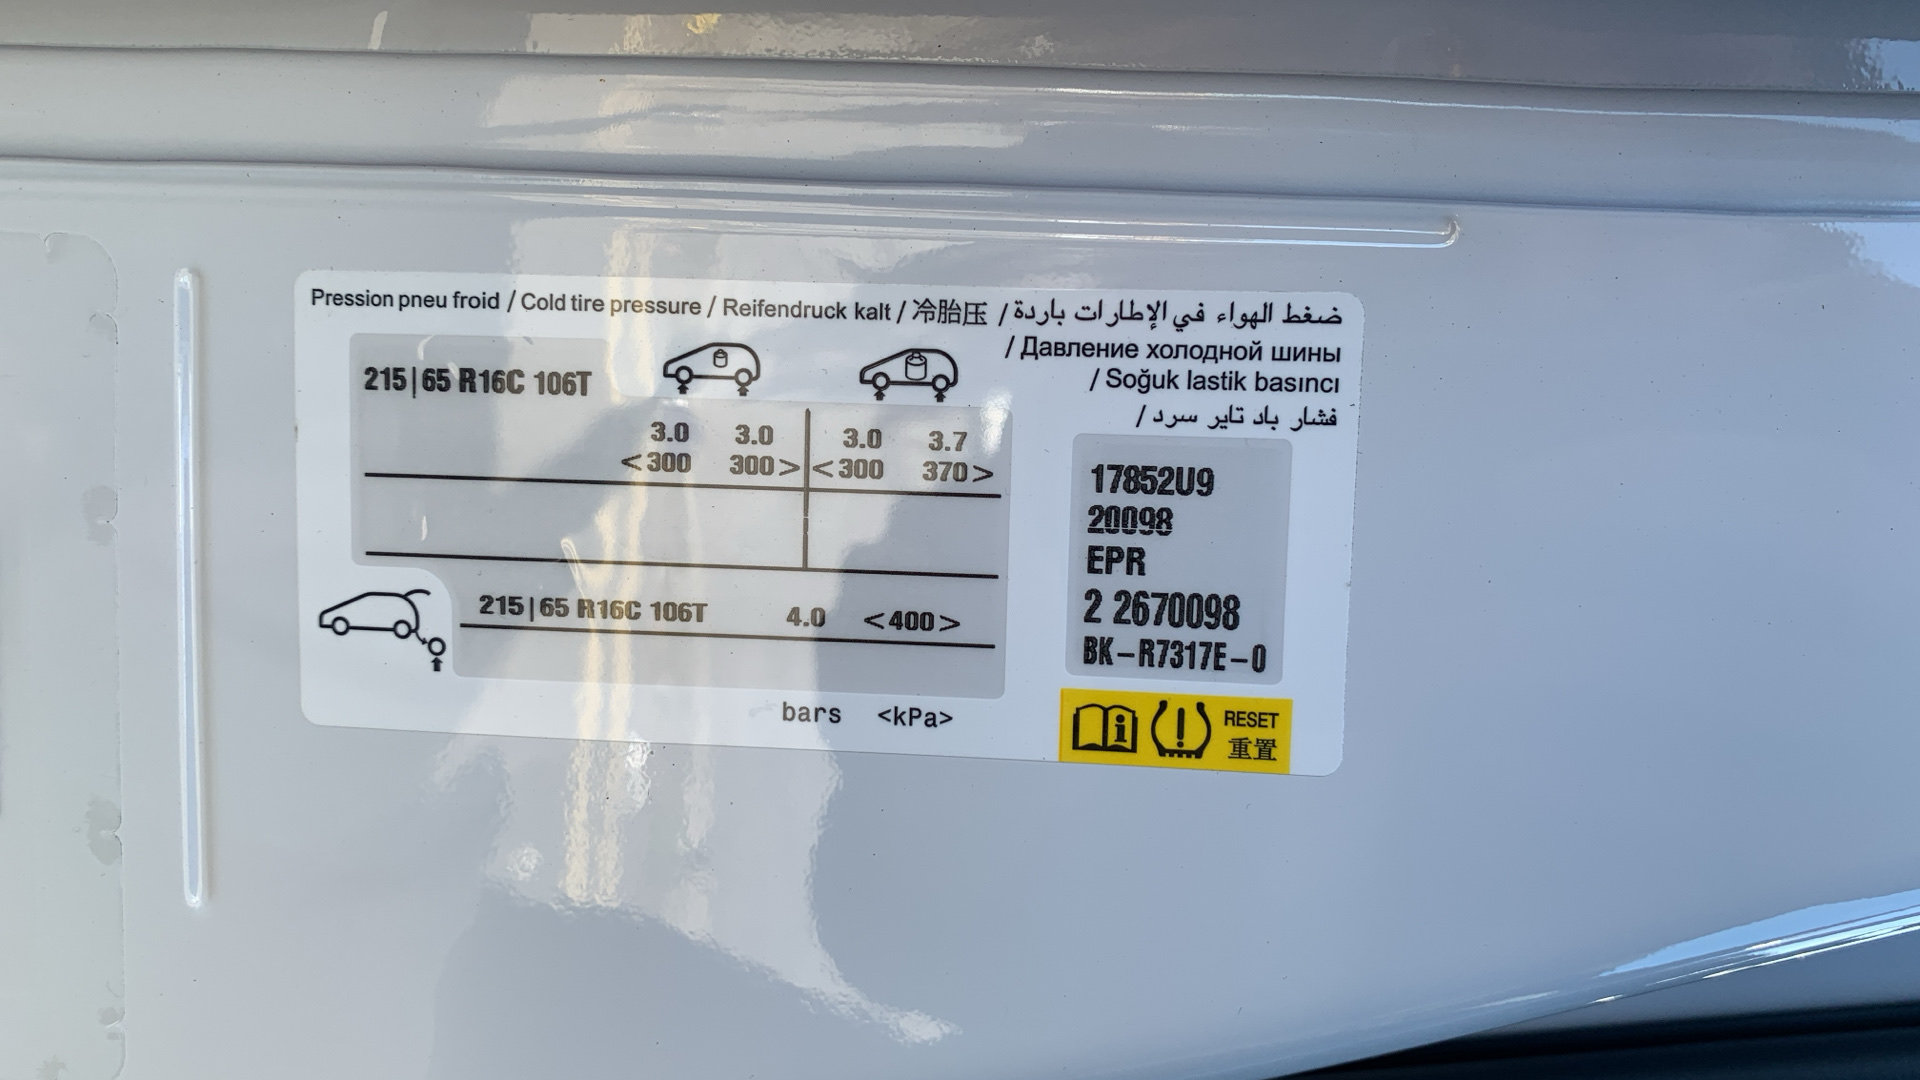 Pression pneu froid / Cold tire pressure / Reifendruck kalt / 冷胎压 / ضغط الهواء في الإطارات باردة
/ Давление холодной шины
/ Soğuk lastik basıncı
/ فشار باد تایر سرد
215|65 R16C 106T
3.0 3.0 3.0 3.7
<300 300> <300 370>
215|65 R16C 106T 4.0 <400>
bars <kPa>
17852U9
20098
EPR
2 2670098
BK-R7317E-0
RESET
重置